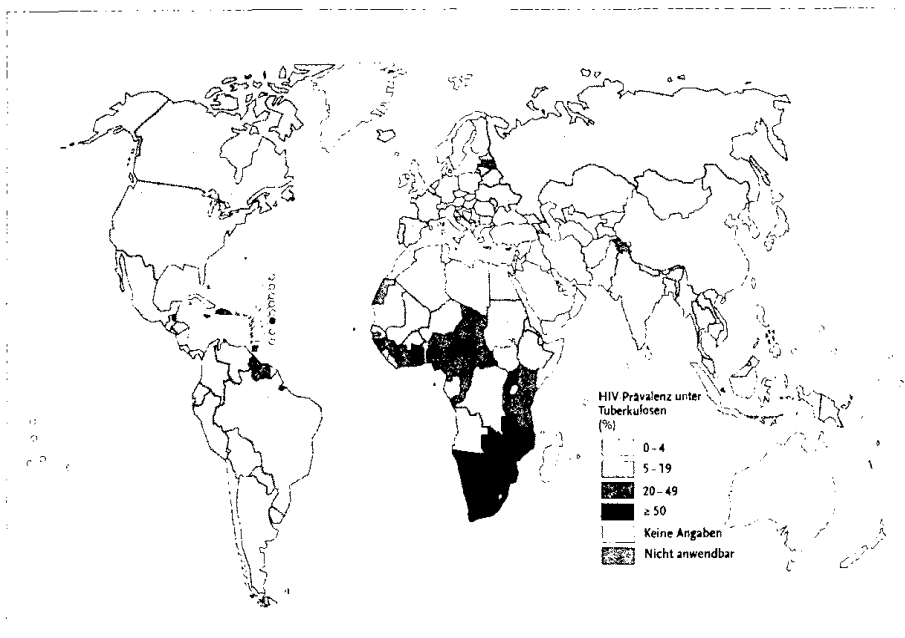 HIV Prävalenz unter
Tuberkulosen
(%)
0 – 4
5 – 19
20 – 49
≥ 50
Keine Angaben
Nicht anwendbar